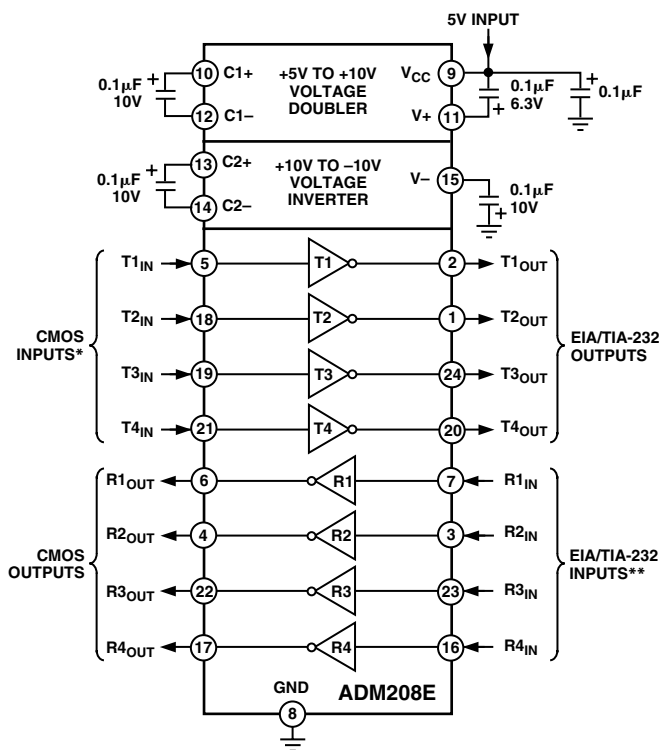 5V INPUT
0.1µF
10V
10
C1+
12
C1–
+5V TO +10V
VOLTAGE
DOUBLER
VCC
9
V+
11
0.1µF
6.3V
0.1µF
0.1µF
10V
13
C2+
14
C2–
+10V TO –10V
VOLTAGE
INVERTER
V–
15
0.1µF
10V
CMOS
INPUTS*
T1IN
5
T1
2
T1OUT
T2IN
18
T2
1
T2OUT
T3IN
19
T3
24
T3OUT
T4IN
21
T4
20
T4OUT
EIA/TIA-232
OUTPUTS
CMOS
OUTPUTS
R1OUT
6
R1
7
R1IN
R2OUT
4
R2
3
R2IN
R3OUT
22
R3
23
R3IN
R4OUT
17
R4
16
R4IN
EIA/TIA-232
INPUTS**
GND
8
ADM208E